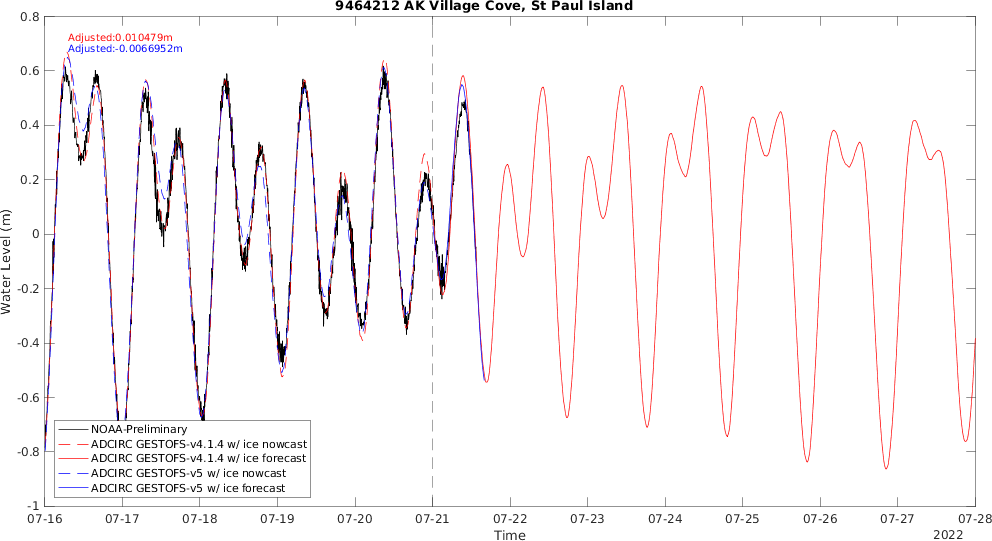 9464212 AK Village Cove, St Paul Island
Adjusted:0.010479m
Adjusted:-0.0066952m
Water Level (m)
0.8
0.6
0.4
0.2
0
-0.2
-0.4
-0.6
-0.8
-1
NOAA-Preliminary
ADCIRC GESTOFS-v4.1.4 w/ ice nowcast
ADCIRC GESTOFS-v4.1.4 w/ ice forecast
ADCIRC GESTOFS-v5 w/ ice nowcast
ADCIRC GESTOFS-v5 w/ ice forecast
07-16 07-17 07-18 07-19 07-20 07-21 07-22 07-23 07-24 07-25 07-26 07-27 07-28
Time
2022